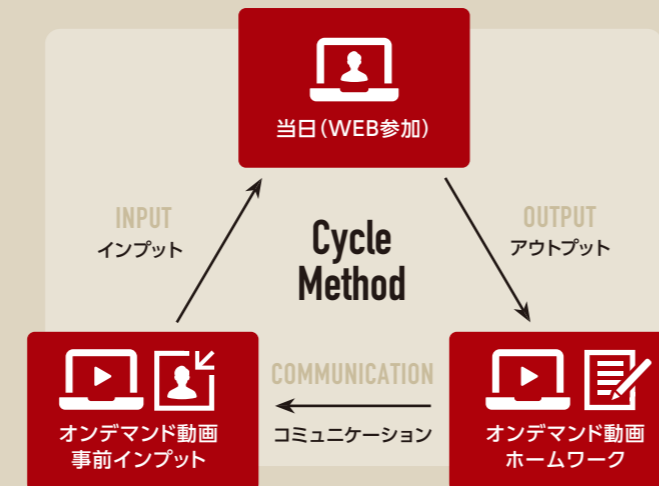 当日（WEB参加）
INPUT
インプット
OUTPUT
アウトプット
Cycle
Method
COMMUNICATION
コミュニケーション
オンデマンド動画
事前インプット
オンデマンド動画
ホームワーク